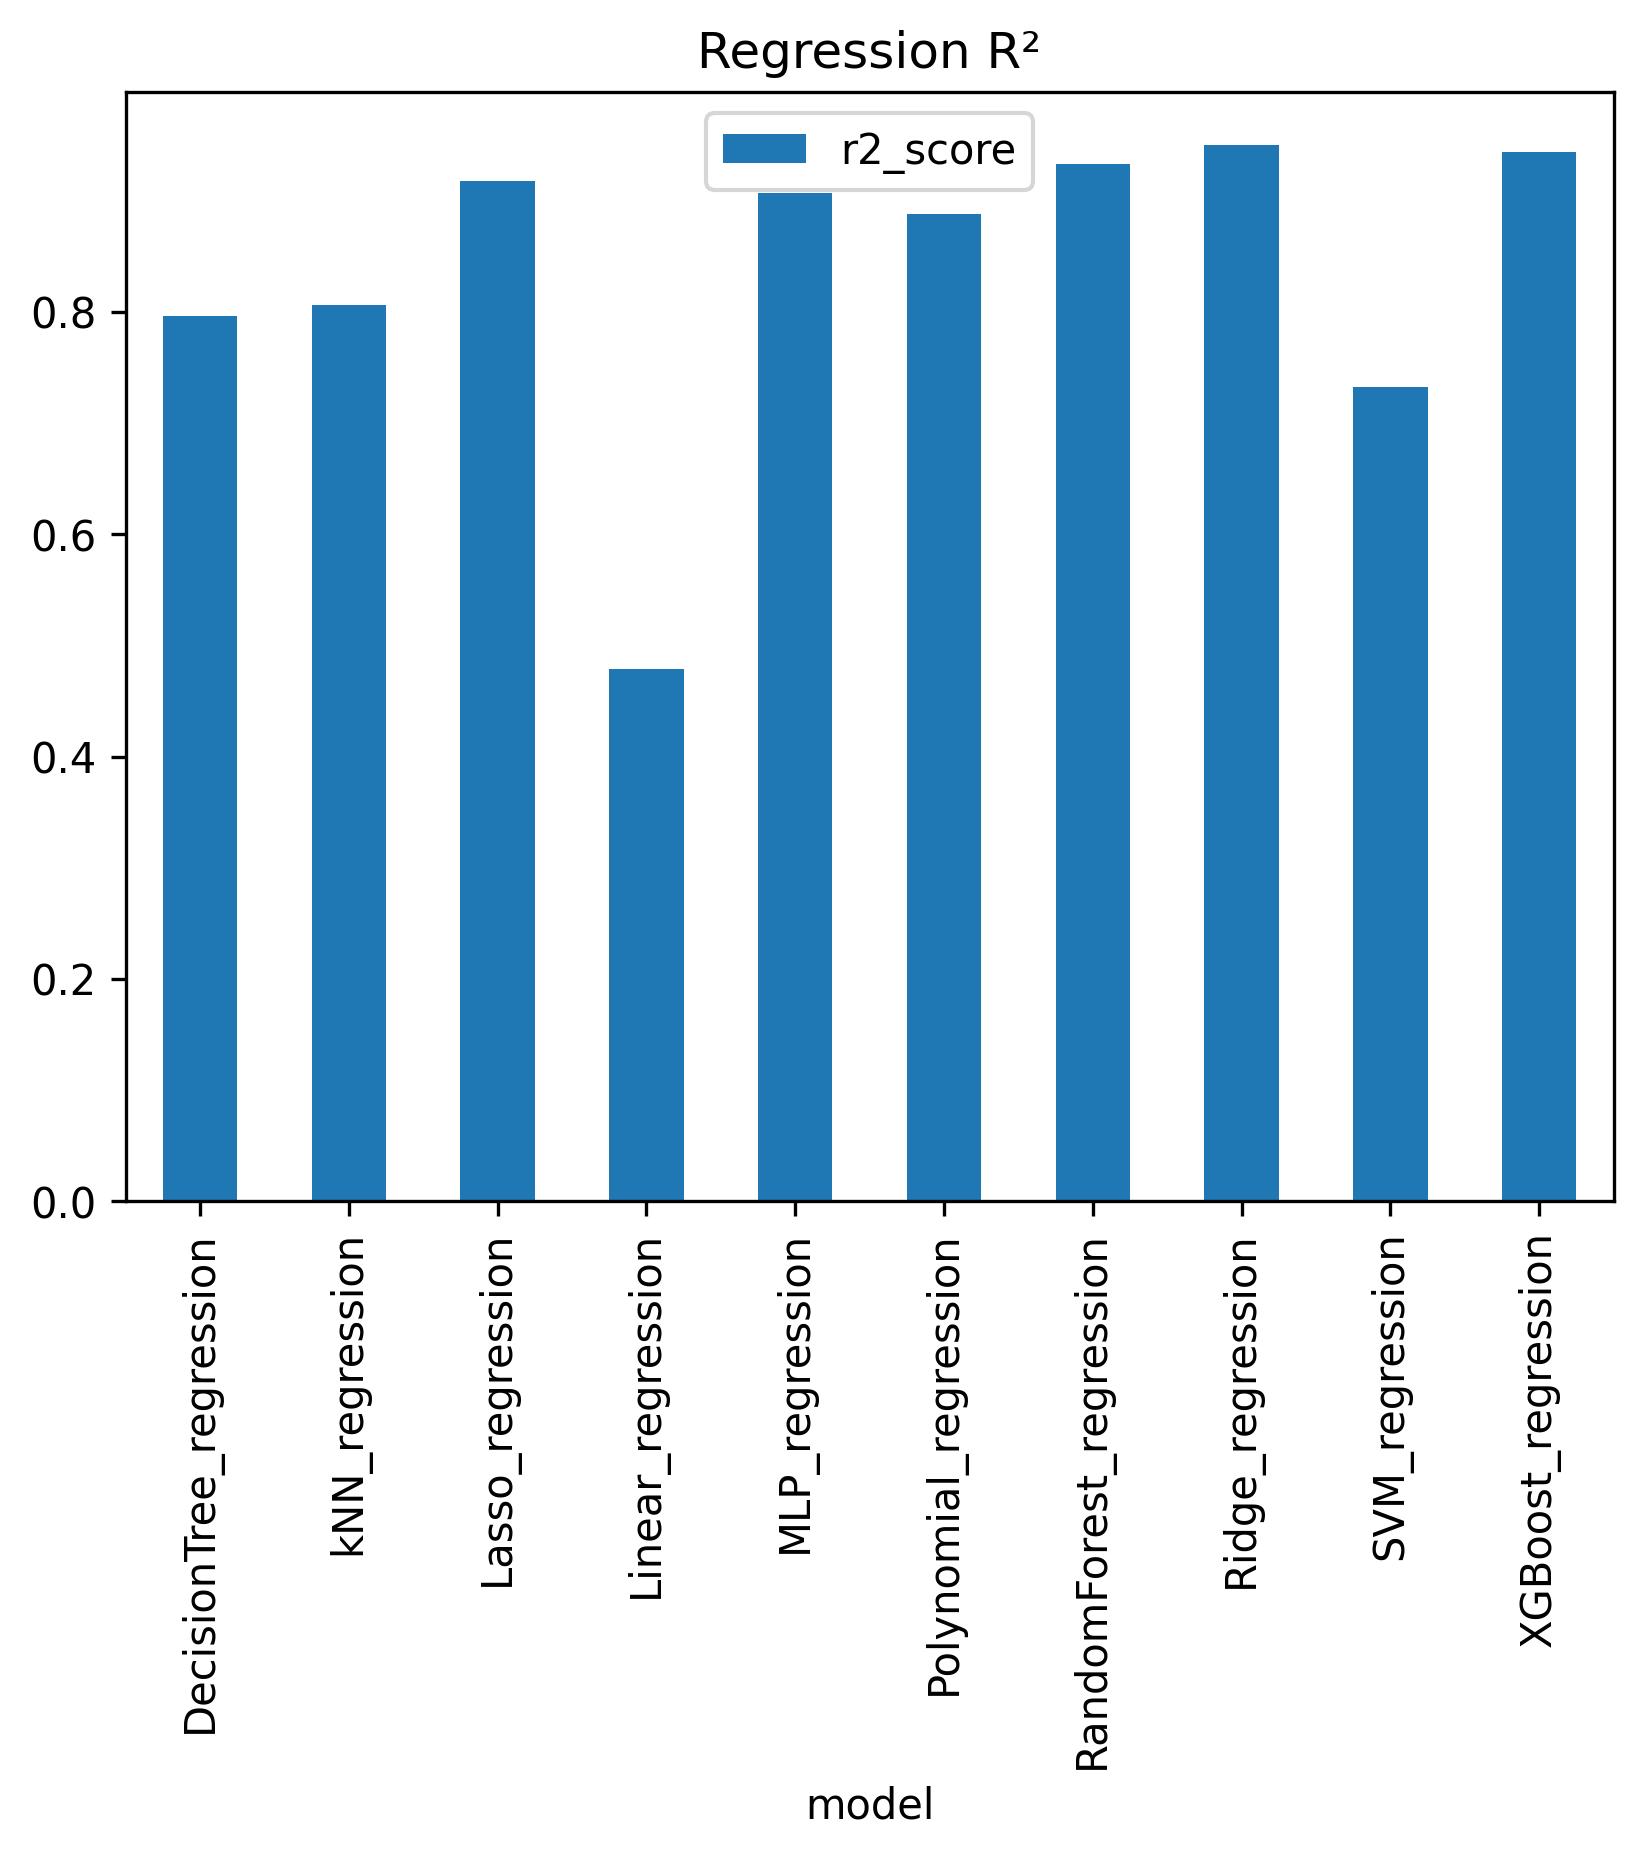 Regression R²
r2_score
0.8
0.6
0.4
0.2
0.0
DecisionTree_regression
kNN_regression
Lasso_regression
Linear_regression
MLP_regression
Polynomial_regression
RandomForest_regression
Ridge_regression
SVM_regression
XGBoost_regression
model